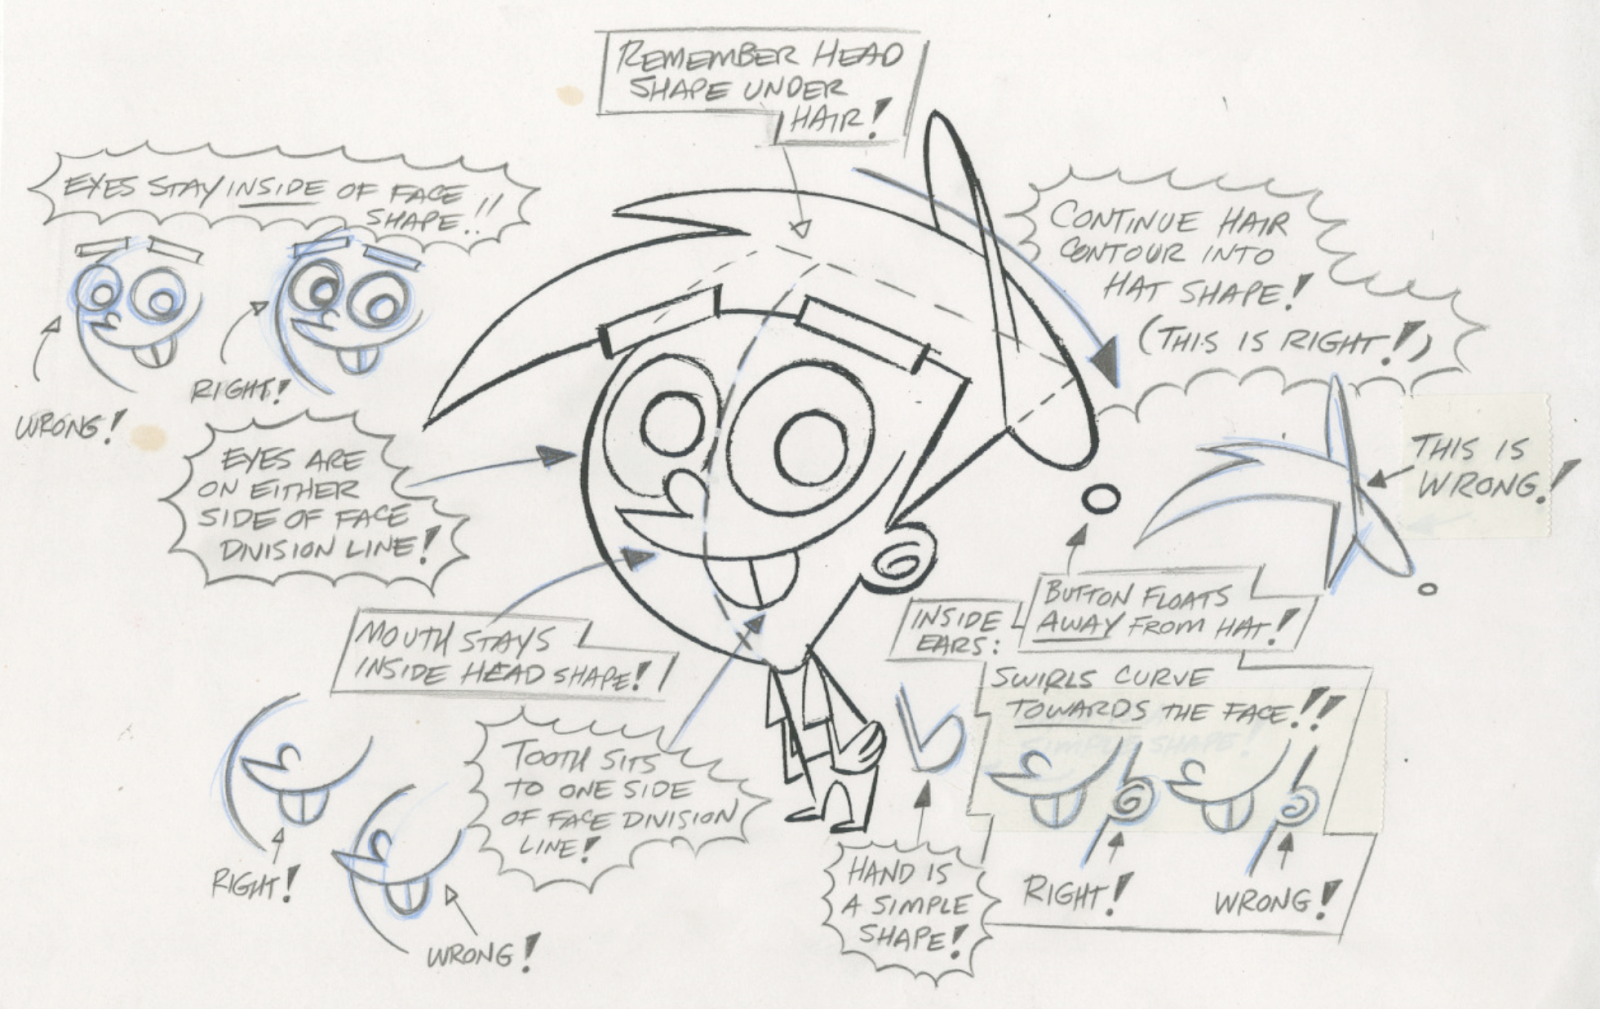 REMEMBER HEAD
SHAPE UNDER
HAIR!
EYES STAY INSIDE OF FACE
SHAPE!!
WRONG!
RIGHT!
CONTINUE HAIR
CONTOUR INTO
HAT SHAPE!
(THIS IS RIGHT!)
THIS IS
WRONG!
EYES ARE
ON EITHER
SIDE OF FACE
DIVISION LINE!
BUTTON FLOATS
AWAY FROM HAT!
MOUTH STAYS
INSIDE HEAD SHAPE!
INSIDE
EARS:
SWIRLS CURVE
TOWARDS THE FACE!!
SIMPLE SHAPE!
RIGHT!
WRONG!
TOOTH SITS
TO ONE SIDE
OF FACE DIVISION
LINE!
RIGHT!
WRONG!
HAND IS
A SIMPLE
SHAPE!